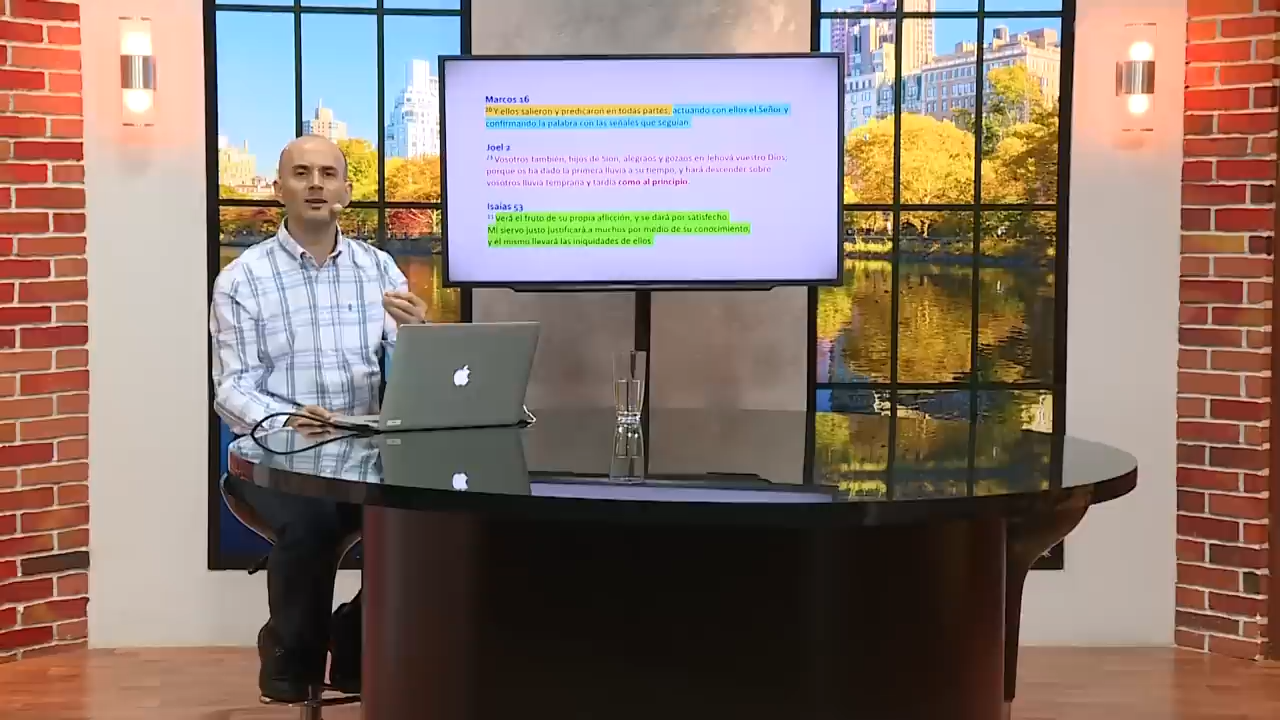 Marcos 16
20 Y ellos salieron y predicaron en todas partes, actuando con ellos el Señor y
confirmando la palabra con las señales que seguían.
Joel 2
23 Vosotros también, hijos de Sion, alegraos y gozaos en Jehová vuestro Dios;
porque os ha dado la primera lluvia a su tiempo, y hará descender sobre
vosotros lluvia temprana y tardía como al principio.
Isaías 53
11 Verá el fruto de su propia aflicción, y se dará por satisfecho.
Mi siervo justo justificará a muchos por medio de su conocimiento,
y él mismo llevará las iniquidades de ellos.